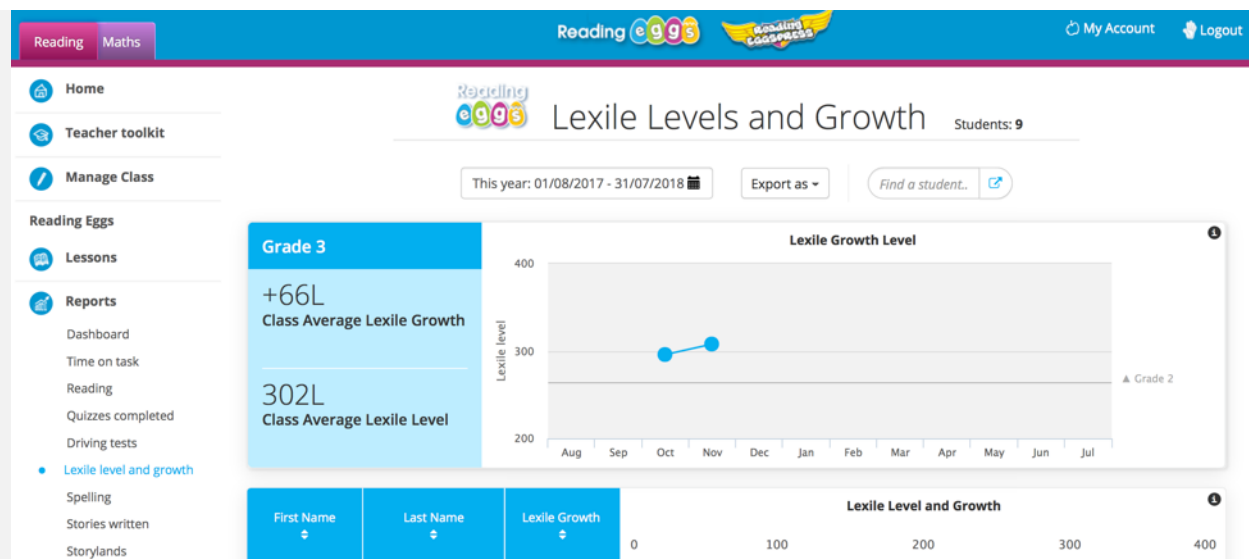 Reading Maths
Reading eggs
Reading Eggspress
My Account
Logout
Home
Teacher toolkit
Manage Class
Reading Eggs
Lessons
Reports
Dashboard
Time on task
Reading
Quizzes completed
Driving tests
Lexile level and growth
Spelling
Stories written
Storylands
Reading eggs
Lexile Levels and Growth Students: 9
This year: 01/08/2017 - 31/07/2018
Export as
Find a student..
Grade 3
+66L
Class Average Lexile Growth
302L
Class Average Lexile Level
Lexile Growth Level
Lexile level
400
300
200
▲ Grade 2
Aug Sep Oct Nov Dec Jan Feb Mar Apr May Jun Jul
First Name Last Name Lexile Growth
Lexile Level and Growth
0 100 200 300 400